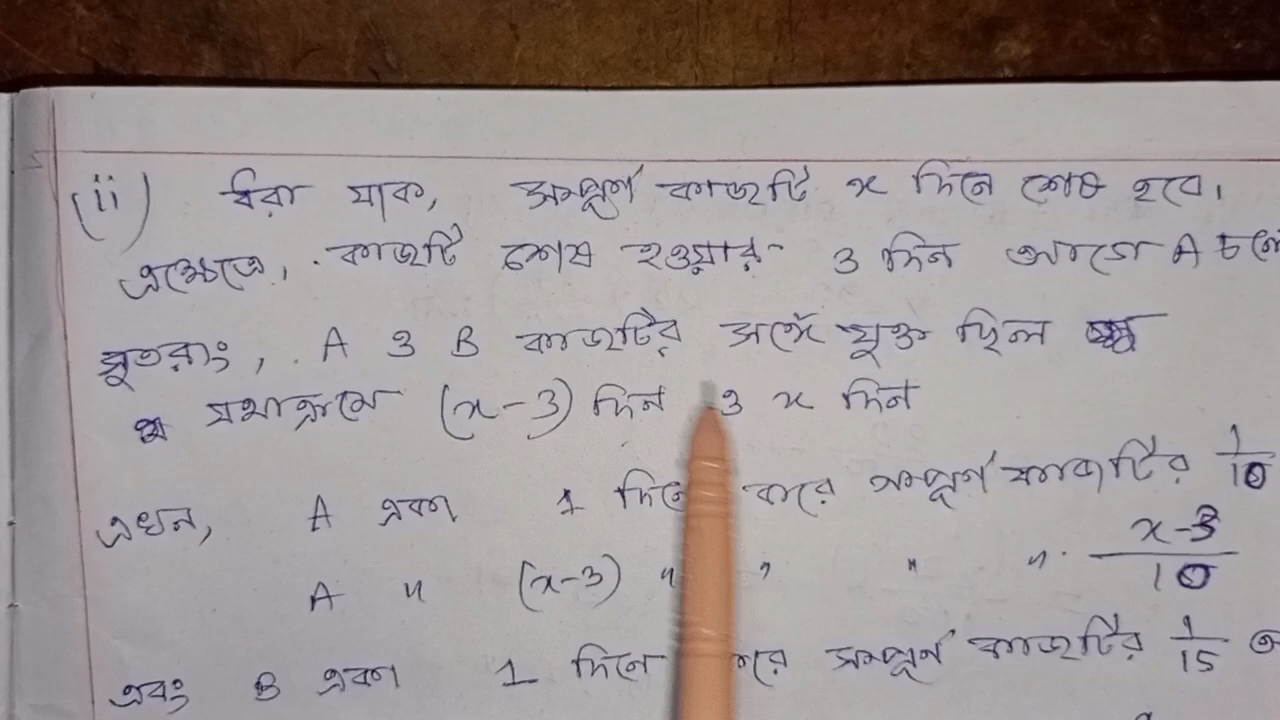 (ii) ধরা যাক, সম্পূর্ণ কাজটি x দিনে শেষ হবে।
এক্ষেত্রে, কাজটি শেষ হওয়ার 3 দিন আগে A চলে
সুতরাং, A ও B কাজটির সঙ্গে যুক্ত ছিল
যথাক্রমে (x-3) দিন ও x দিন
এখন, A একা 1 দিনে করে সম্পূর্ণ কাজটির 1/10
A " (x-3) " " " " x-3/10
এবং B একা 1 দিনে করে সম্পূর্ণ কাজটির 1/15